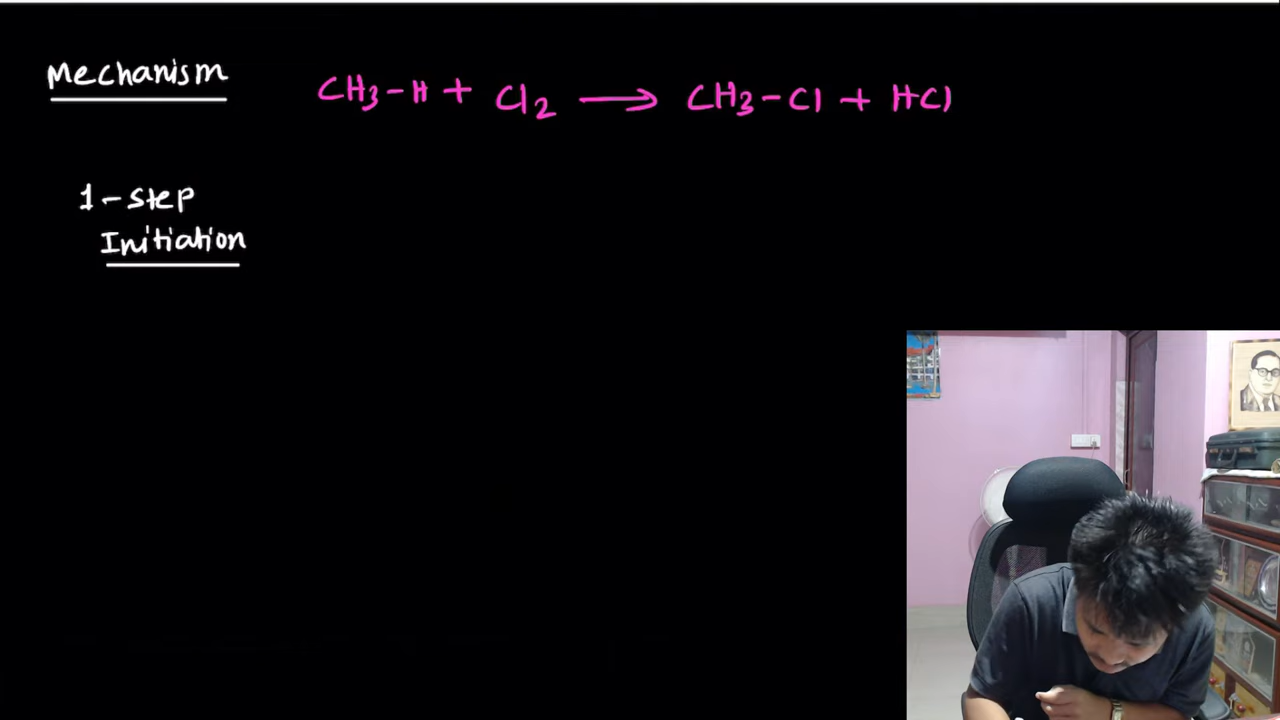 Mechanism
CH3-H + Cl2 ⟶ CH3-Cl + HCl
1-step
Initiation